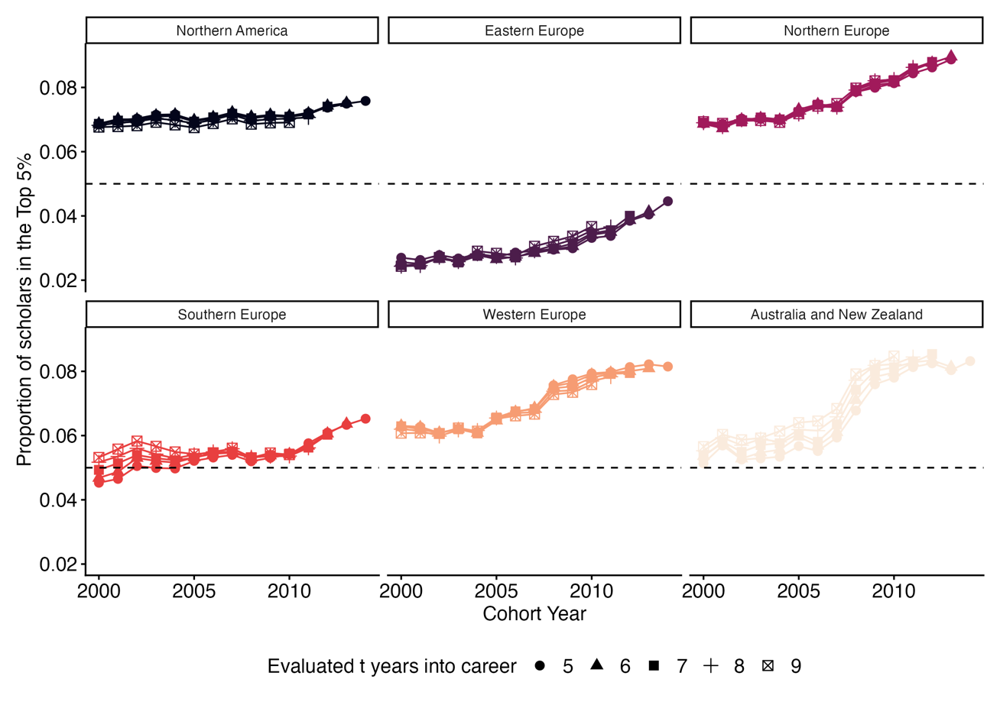 Northern America
Eastern Europe
Northern Europe
0.08
0.06
0.04
0.02
Southern Europe
Western Europe
Australia and New Zealand
0.08
0.06
0.04
0.02
Proportion of scholars in the Top 5%
2000 2005 2010
2000 2005 2010
2000 2005 2010
Cohort Year
Evaluated t years into career 5 6 7 8 9